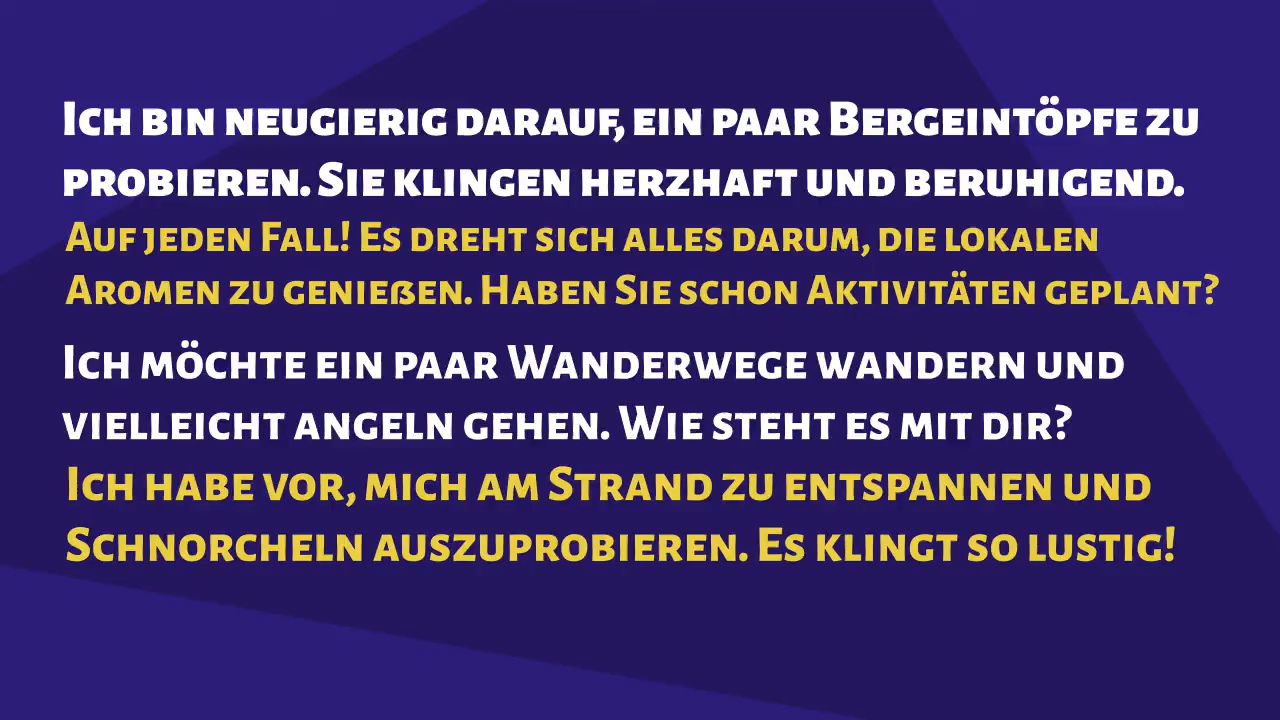 Ich bin neugierig darauf, ein paar Bergeintöpfe zu
probieren. Sie klingen herzhaft und beruhigend.
Auf jeden Fall! Es dreht sich alles darum, die lokalen
Aromen zu genießen. Haben Sie schon Aktivitäten geplant?
Ich möchte ein paar Wanderwege wandern und
vielleicht angeln gehen. Wie steht es mit dir?
Ich habe vor, mich am Strand zu entspannen und
Schnorcheln auszuprobieren. Es klingt so lustig!